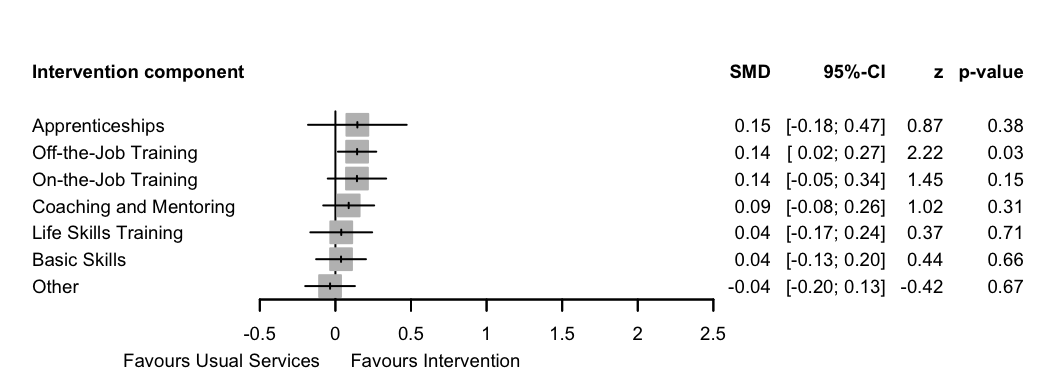 Intervention component SMD 95%-CI z p-value
Apprenticeships 0.15 [-0.18; 0.47] 0.87 0.38
Off-the-Job Training 0.14 [ 0.02; 0.27] 2.22 0.03
On-the-Job Training 0.14 [-0.05; 0.34] 1.45 0.15
Coaching and Mentoring 0.09 [-0.08; 0.26] 1.02 0.31
Life Skills Training 0.04 [-0.17; 0.24] 0.37 0.71
Basic Skills 0.04 [-0.13; 0.20] 0.44 0.66
Other -0.04 [-0.20; 0.13] -0.42 0.67
-0.5 0 0.5 1 1.5 2 2.5
Favours Usual Services Favours Intervention